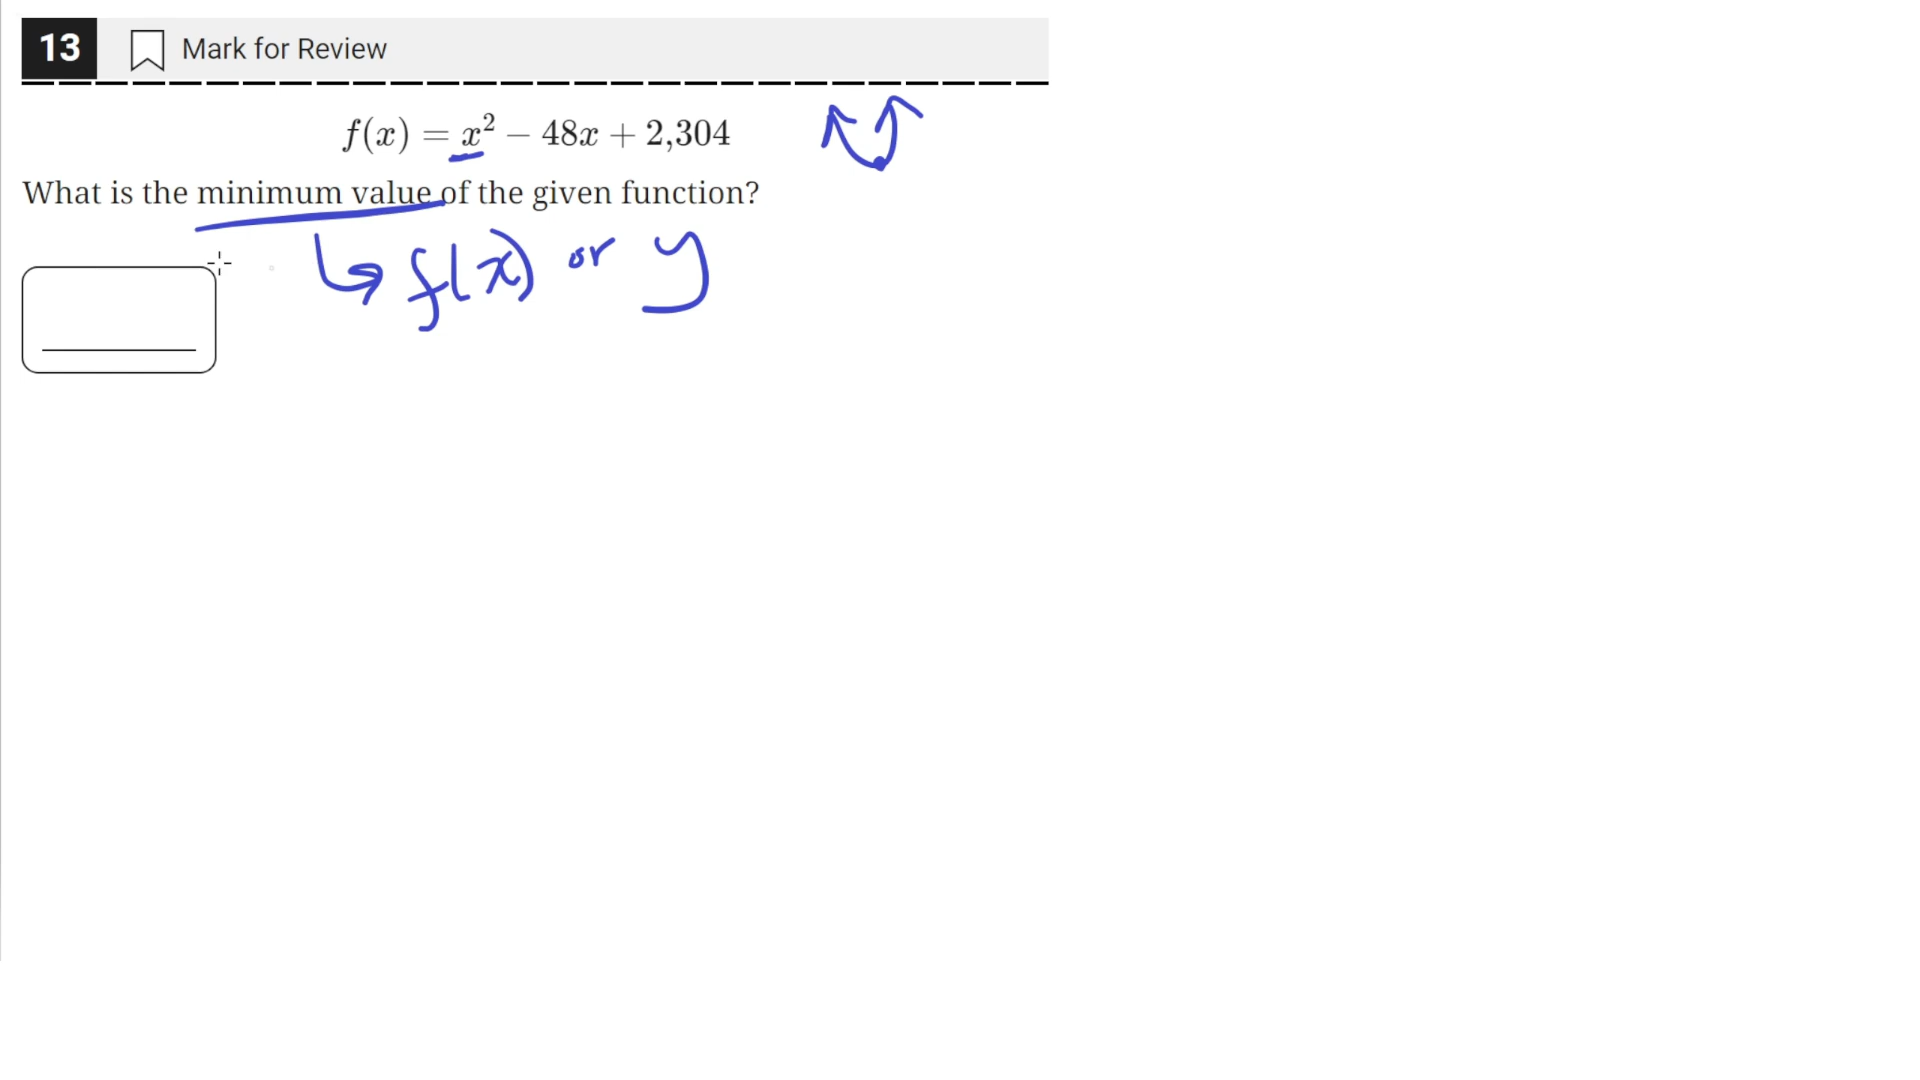 13 Mark for Review
f(x) = x² − 48x + 2,304
What is the minimum value of the given function?
↳ f(x) or y